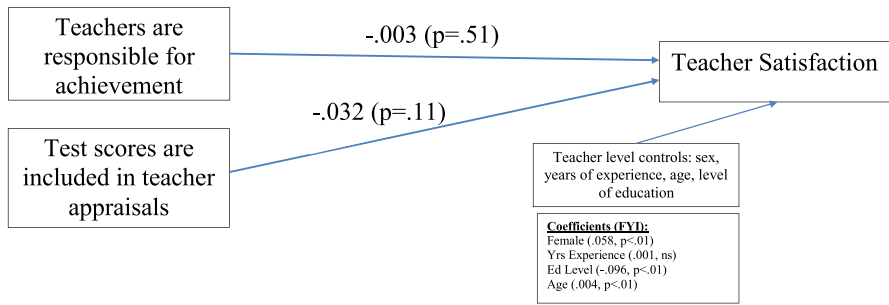 Teachers are
responsible for
achievement
-.003 (p=.51)
Teacher Satisfaction
-.032 (p=.11)
Test scores are
included in teacher
appraisals
Teacher level controls: sex,
years of experience, age, level
of education
Coefficients (FYI):
Female (.058, p<.01)
Yrs Experience (.001, ns)
Ed Level (-.096, p<.01)
Age (.004, p<.01)